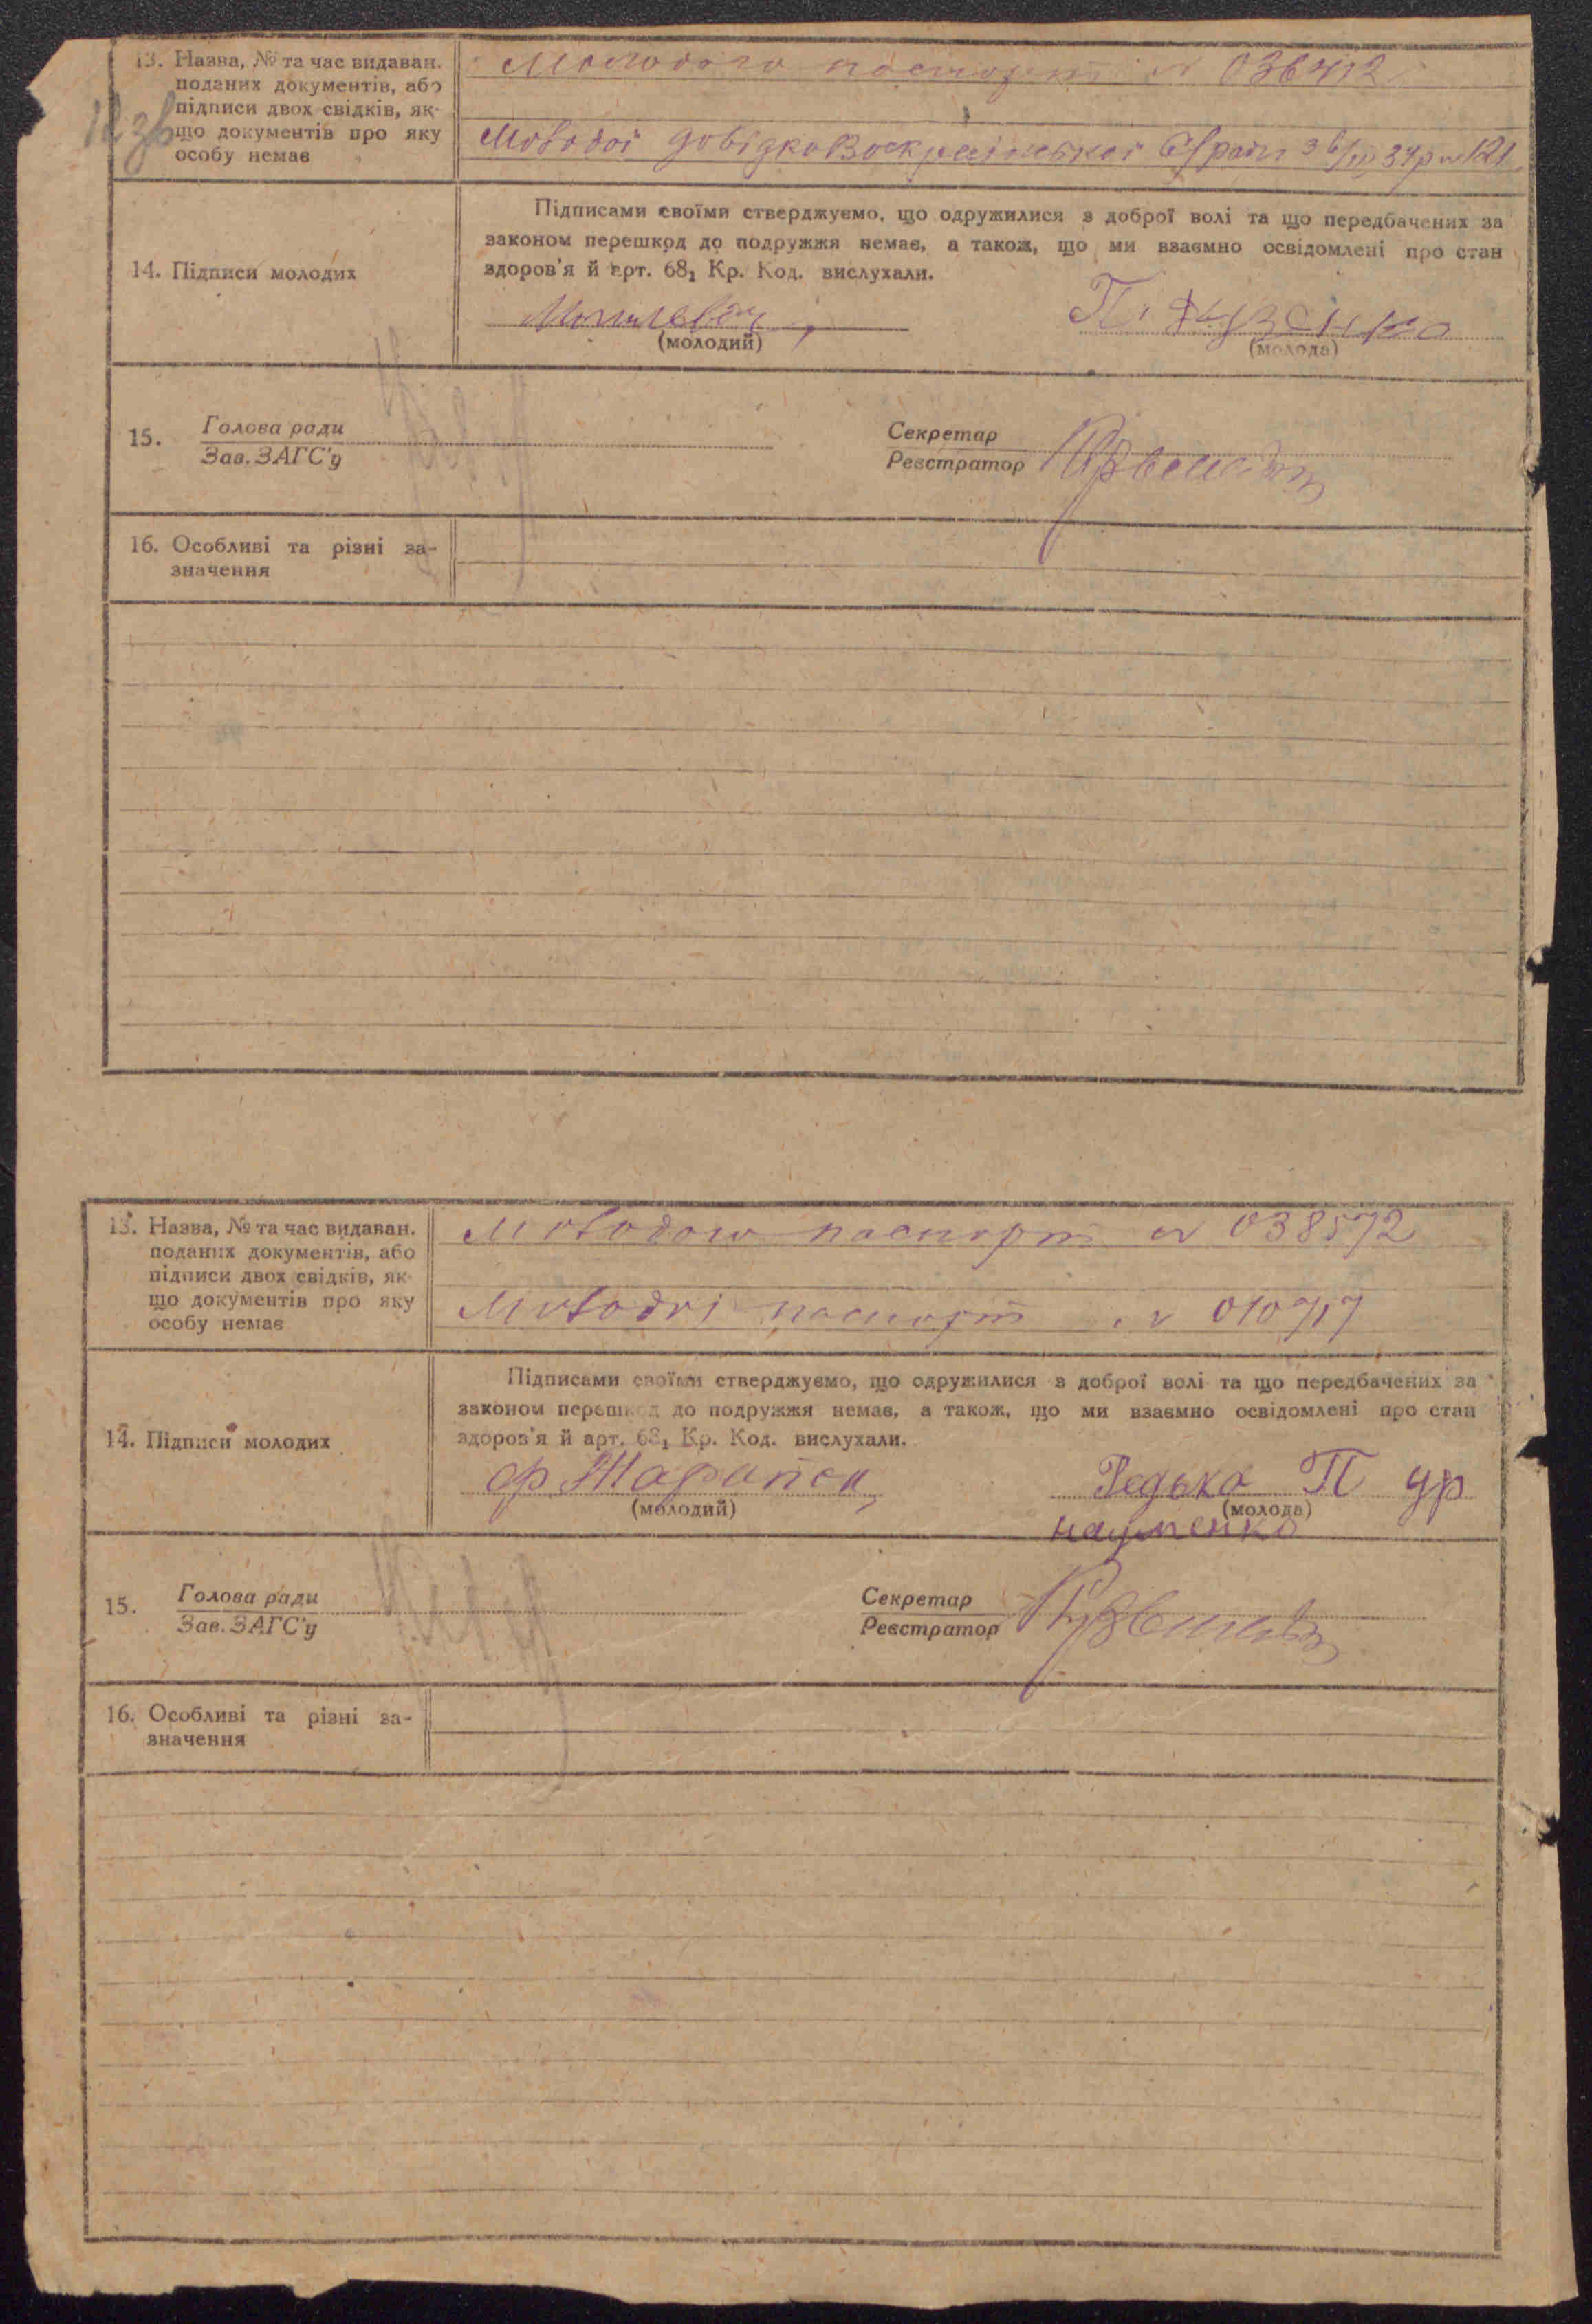 13. Назва, № та час видаван.
поданих документів, або
підписи двох свідків, як-
що документів про яку
особу немає
Молодого паспорт № 036412
Молодої довідка Воскресінської с/ради з 6/III 34р № 121
12 зв
14. Підписи молодих
Підписами своїми стверджуємо, що одружилися з доброї волі та що передбачених за
законом перешкод до подружжя немає, а також, що ми взаємно освідомлені про стан
здоров'я й арт. 68₁ Кр. Код. вислухали.
(молодий)
(молода)
15.
Голова ради
Зав. ЗАГС'у
Секретар
Реєстратор
16. Особливі та різні за-
значення
13. Назва, № та час видаван.
поданих документів, або
підписи двох свідків, як-
що документів про яку
особу немає
Молодого паспорт № 038572
Молодої паспорт № 010717
14. Підписи молодих
Підписами своїми стверджуємо, що одружилися з доброї волі та що передбачених за
законом перешкод до подружжя немає, а також, що ми взаємно освідомлені про стан
здоров'я й арт. 68₁ Кр. Код. вислухали.
Редько П
(молодий)
(молода)
науменко
15.
Голова ради
Зав. ЗАГС'у
Секретар
Реєстратор
16. Особливі та різні за-
значення